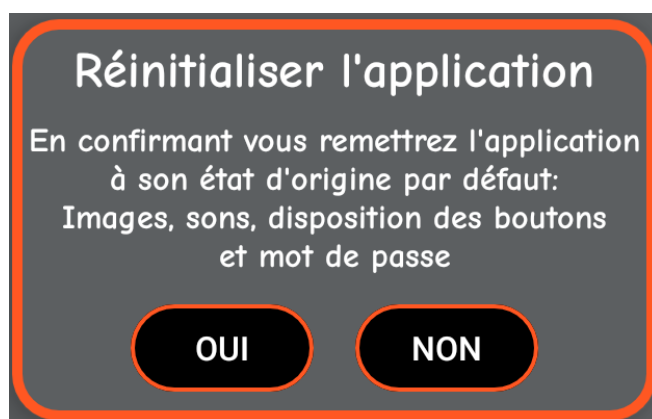 Réinitialiser l'application
En confirmant vous remettrez l'application
à son état d'origine par défaut:
Images, sons, disposition des boutons
et mot de passe
OUI NON